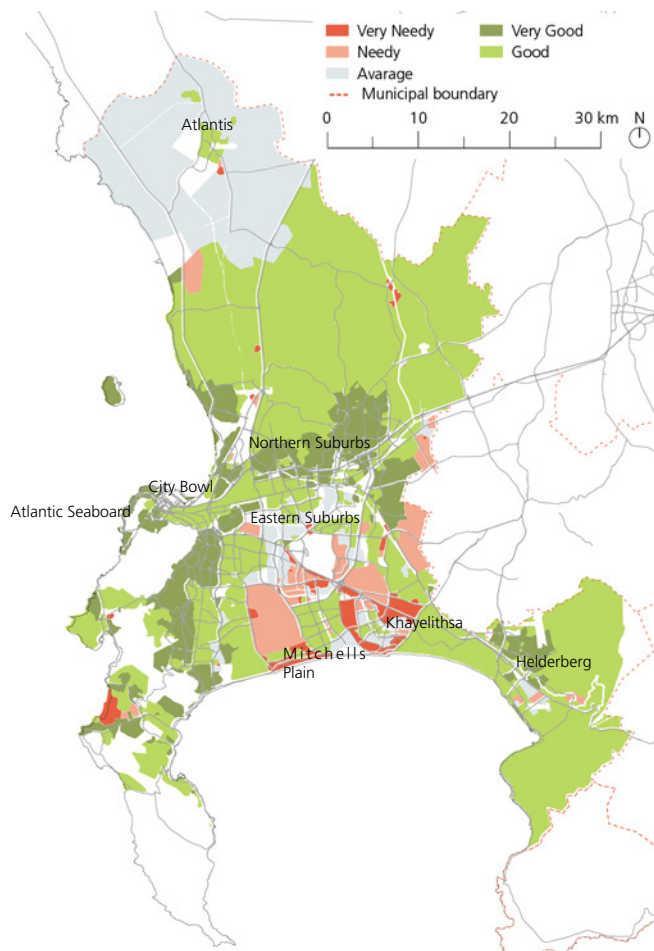 Very Needy
Very Good
Needy
Good
Avarage
Municipal boundary
0 10 20 30 km
N
Atlantis
Northern Suburbs
City Bowl
Atlantic Seaboard
Eastern Suburbs
Khayelithsa
Mitchells
Plain
Helderberg